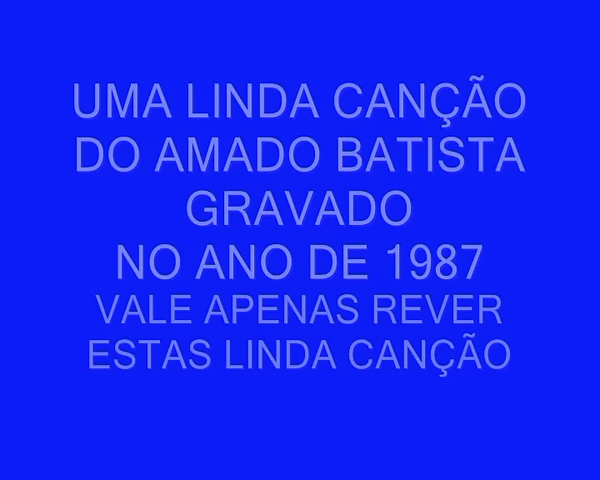 UMA LINDA CANÇÃO
DO AMADO BATISTA
GRAVADO
NO ANO DE 1987
VALE APENAS REVER
ESTAS LINDA CANÇÃO